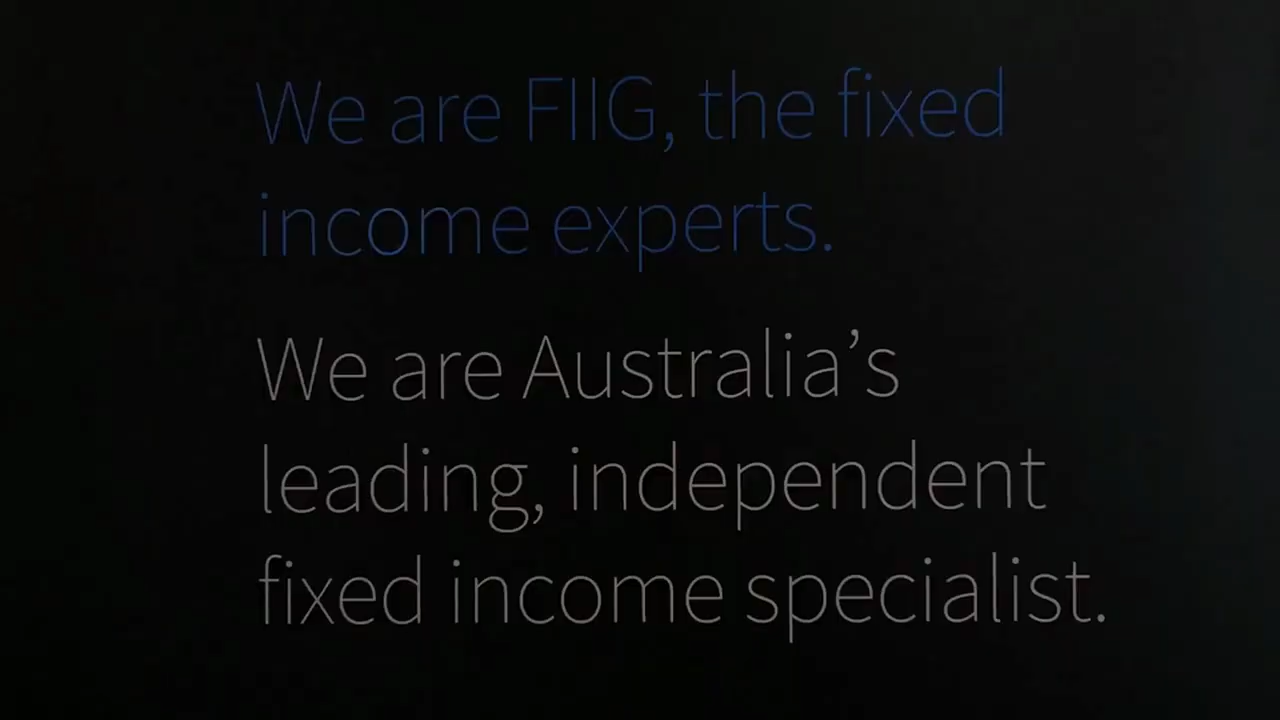 We are FIIG, the fixed
income experts.
We are Australia’s
leading, independent
fixed income specialist.